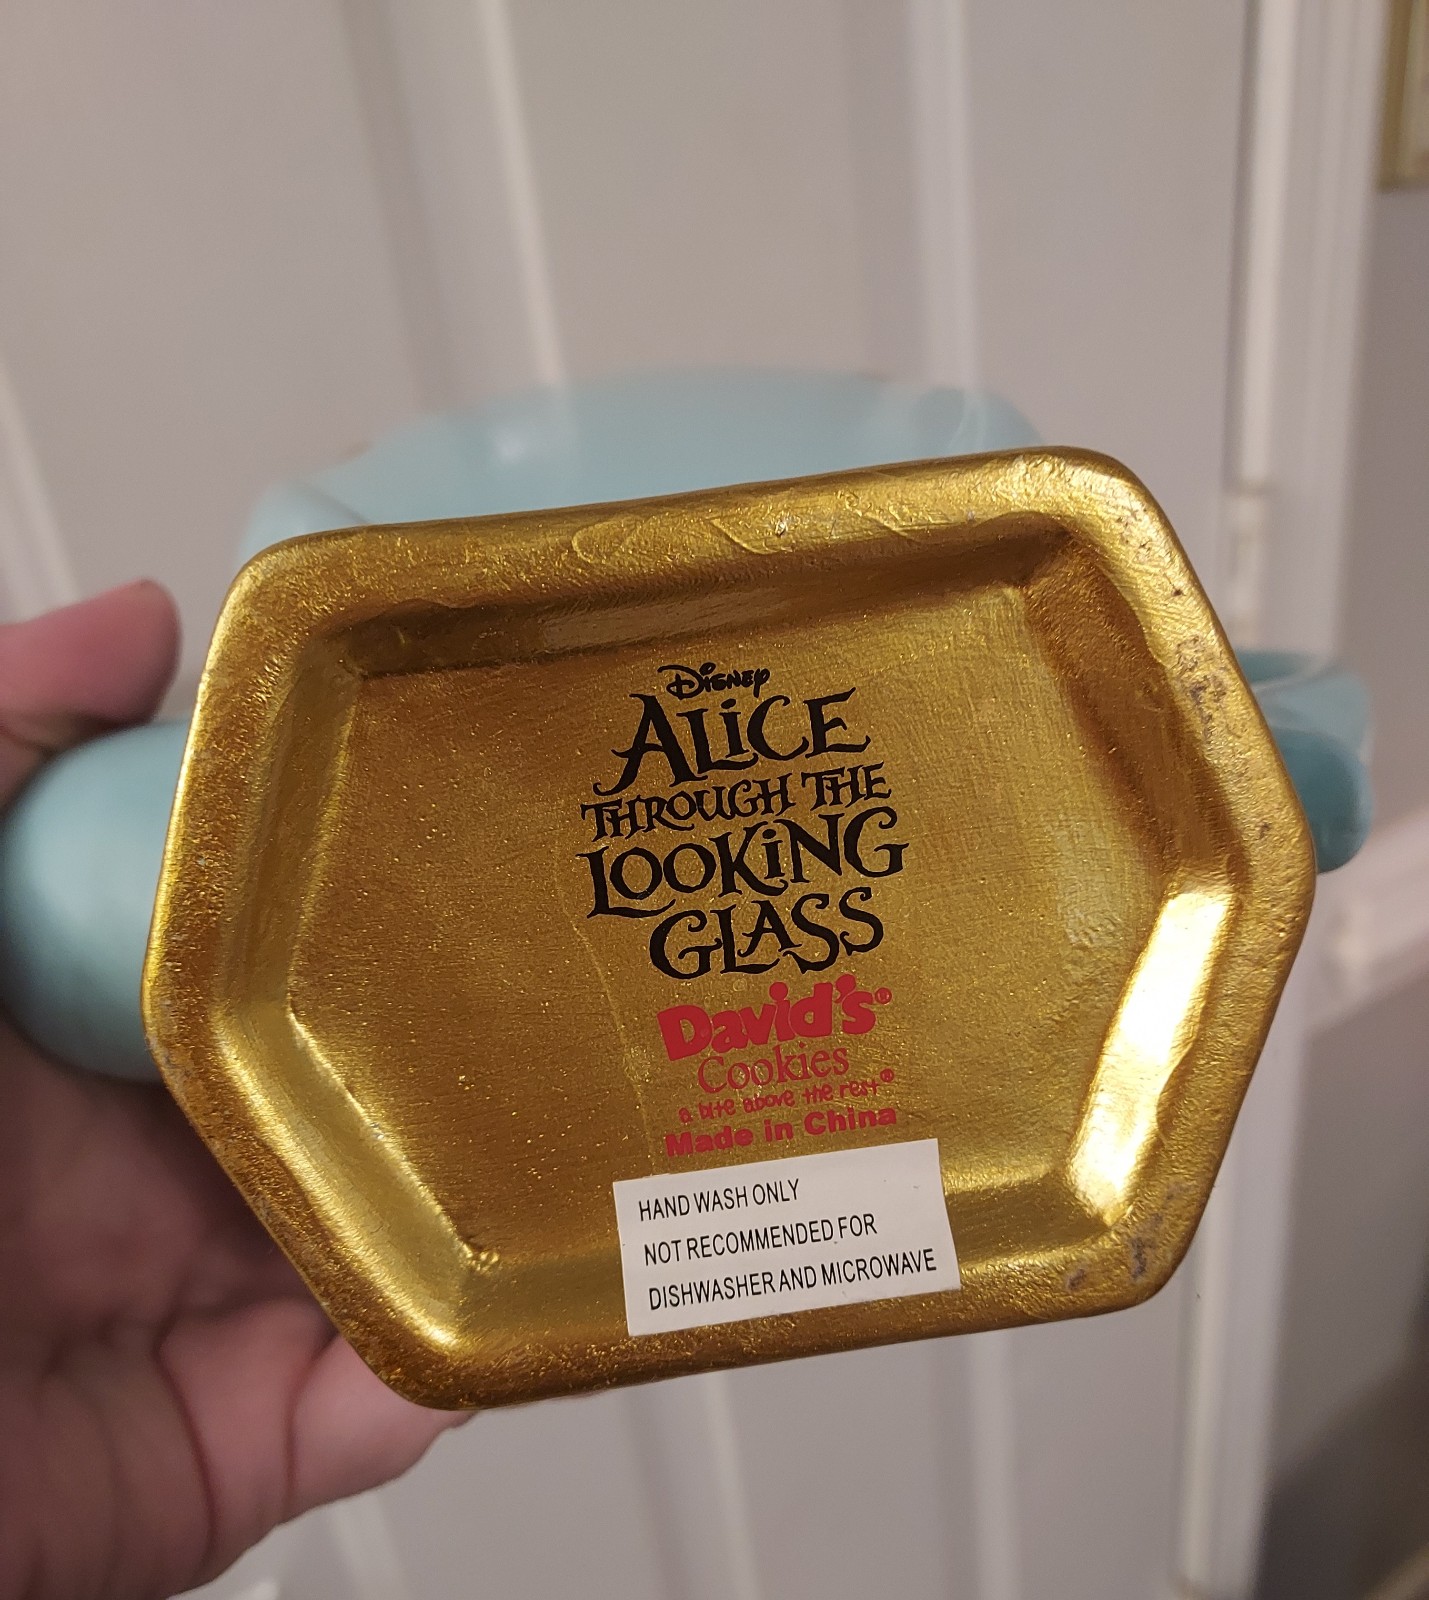 Disney
ALiCE
THROUGH THE
LOOKiNG
GLASS
David's®
Cookies
a bite above the rest®
Made in China
HAND WASH ONLY
NOT RECOMMENDED FOR
DISHWASHER AND MICROWAVE